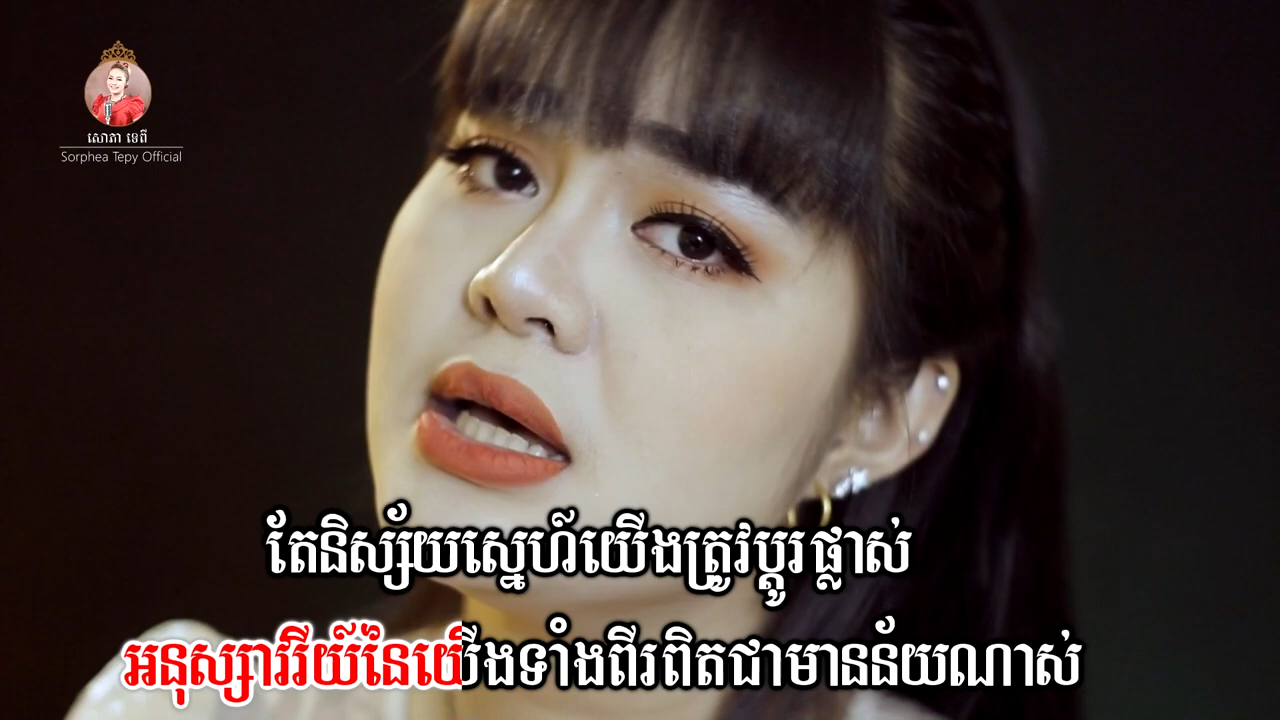 សោភា ទេពី
Sorphea Tepy Official
តែនិស្ស័យស្នេហ៍យើងត្រូវប្ដូរផ្លាស់
អនុស្សាវរីយ៍នៃយើងទាំងពីរពិតជាមានន័យណាស់